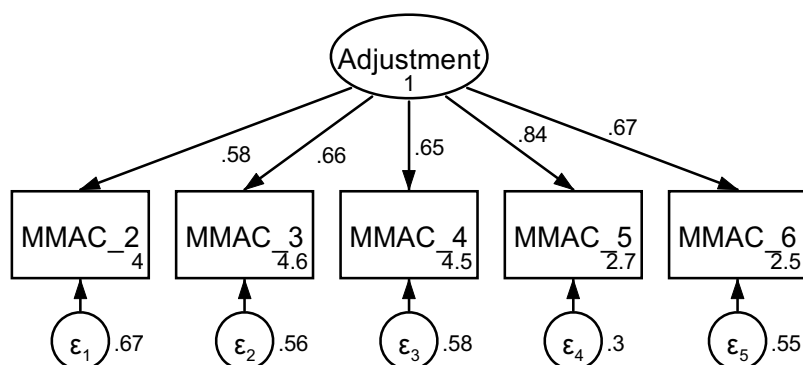 Adjustment
1
.58 .66 .65 .84 .67
MMAC_2 MMAC_3 MMAC_4 MMAC_5 MMAC_6
4 4.6 4.5 2.7 2.5
ε1 .67 ε2 .56 ε3 .58 ε4 .3 ε5 .55